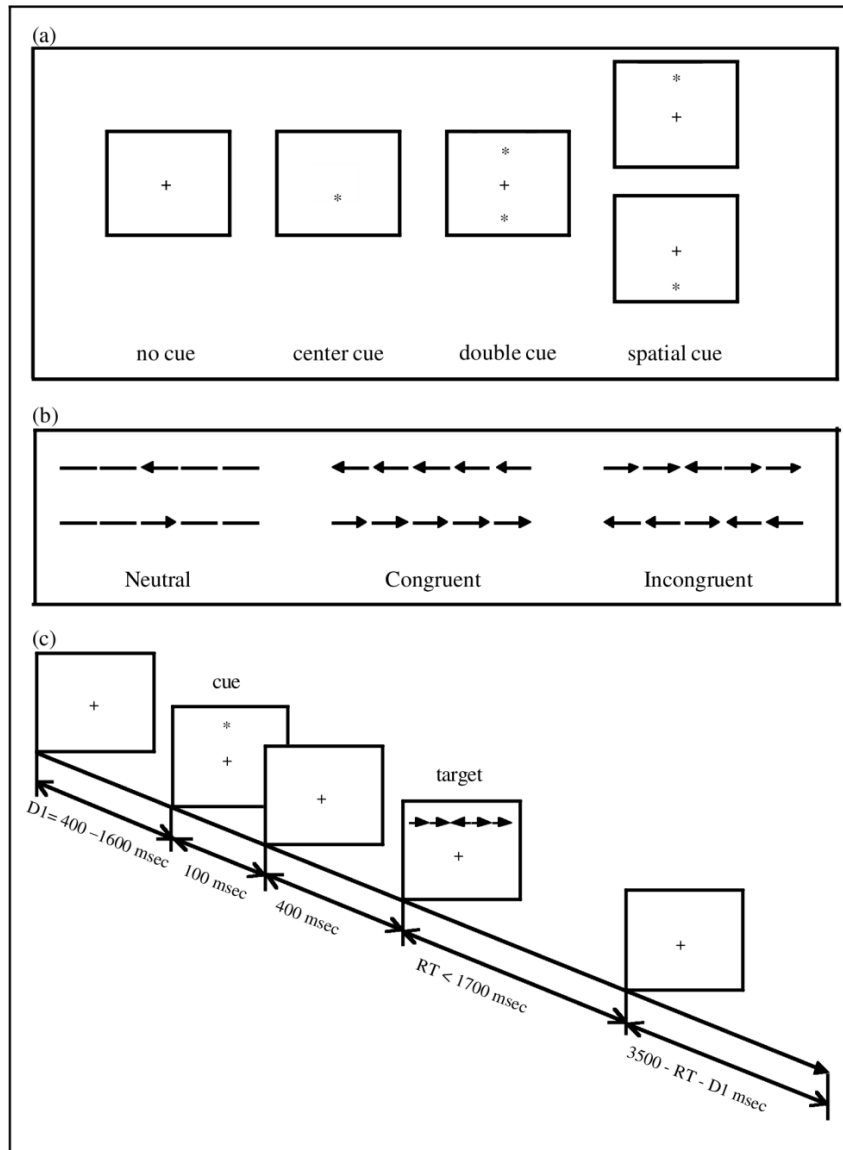 (a)
no cue center cue double cue spatial cue
(b)
Neutral Congruent Incongruent
(c)
cue
target
D1= 400 –1600 msec
100 msec
400 msec
RT < 1700 msec
3500 - RT - D1 msec